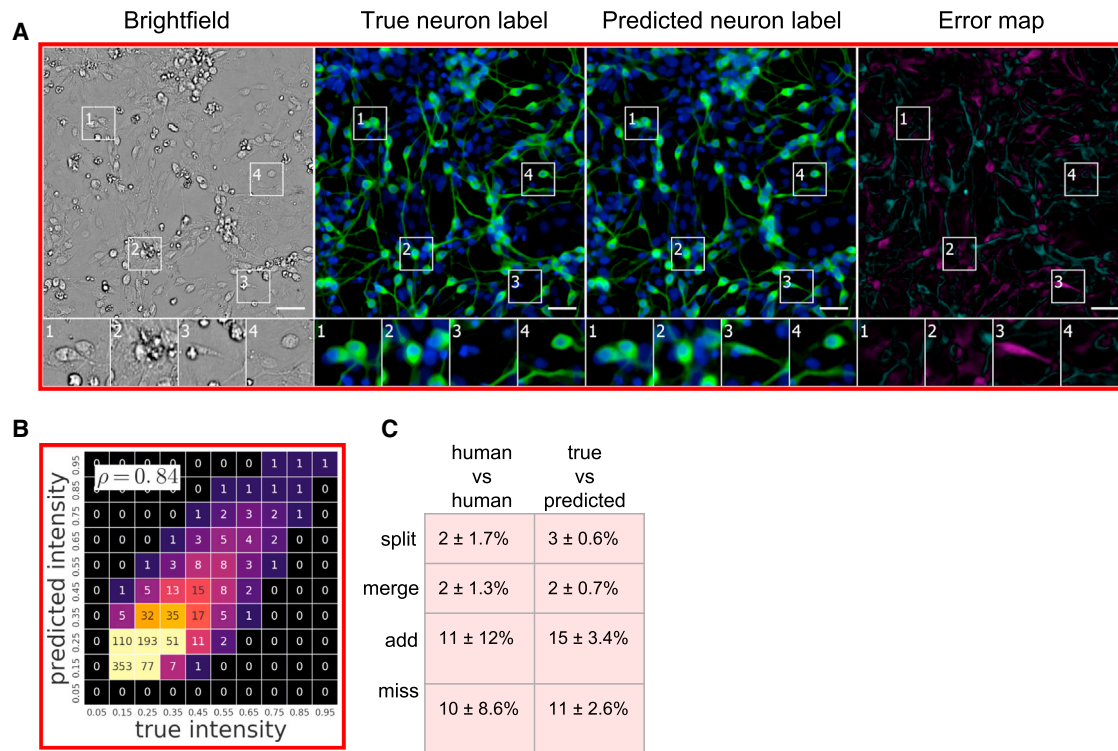 Brightfield
True neuron label
Predicted neuron label
Error map
A
1
4
2
3
1
4
2
3
1
4
2
3
1
4
2
3
1 2 3 4
1 2 3 4
1 2 3 4
1 2 3 4
B
predicted intensity
ρ = 0.84
0.95 0 0 0 0 0 1 1 1
0.85 0 0 1 1 1 1 0
0.75 0 0 0 0 1 2 3 2 1 0
0.65 0 0 0 1 3 5 4 2 0 0
0.55 0 0 1 3 8 8 3 1 0 0
0.45 0 1 5 13 15 8 2 0 0 0
0.35 0 5 32 35 17 5 1 0 0 0
0.25 0 110 193 51 11 2 0 0 0 0
0.15 0 353 77 7 1 0 0 0 0 0
0.05 0 0 0 0 0 0 0 0 0 0
0.05 0.15 0.25 0.35 0.45 0.55 0.65 0.75 0.85 0.95
true intensity
C
human vs human
true vs predicted
split 2 ± 1.7% 3 ± 0.6%
merge 2 ± 1.3% 2 ± 0.7%
add 11 ± 12% 15 ± 3.4%
miss 10 ± 8.6% 11 ± 2.6%